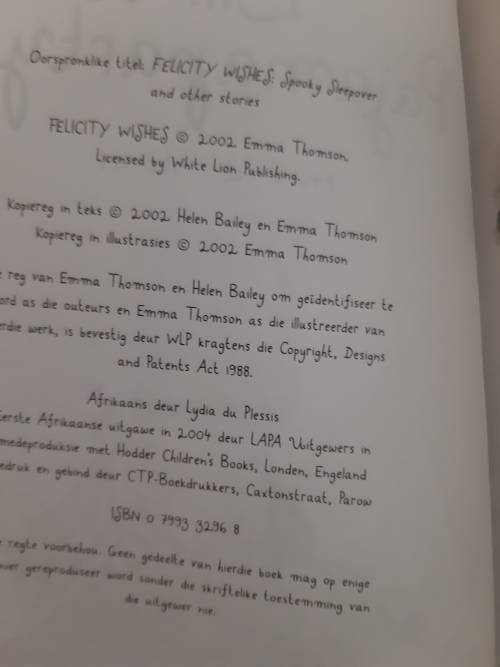 Oorspronklike titel: FELICITY WISHES: Spooky Sleepover
and other stories
FELICITY WISHES © 2002 Emma Thomson.
Licensed by White Lion Publishing.
Kopiereg in teks © 2002 Helen Bailey en Emma Thomson
Kopiereg in illustrasies © 2002 Emma Thomson
reg van Emma Thomson en Helen Bailey om geïdentifiseer te
word as die outeurs en Emma Thomson as die illustreerder van
hierdie werk, is bevestig deur WLP kragtens die Copyright, Designs
and Patents Act 1988.
Afrikaans deur Lydia du Plessis
Eerste Afrikaanse uitgawe in 2004 deur LAPA Uitgewers in
medeproduksie met Hodder Children's Books, Londen, Engeland
Gedruk en gebind deur CTP-Boekdrukkers, Caxtonstraat, Parow
ISBN 0 7993 3296 8
regte voorbehou. Geen gedeelte van hierdie boek mag op enige
manier gereproduseer word sonder die skriftelike toestemming van
die uitgewer nie.